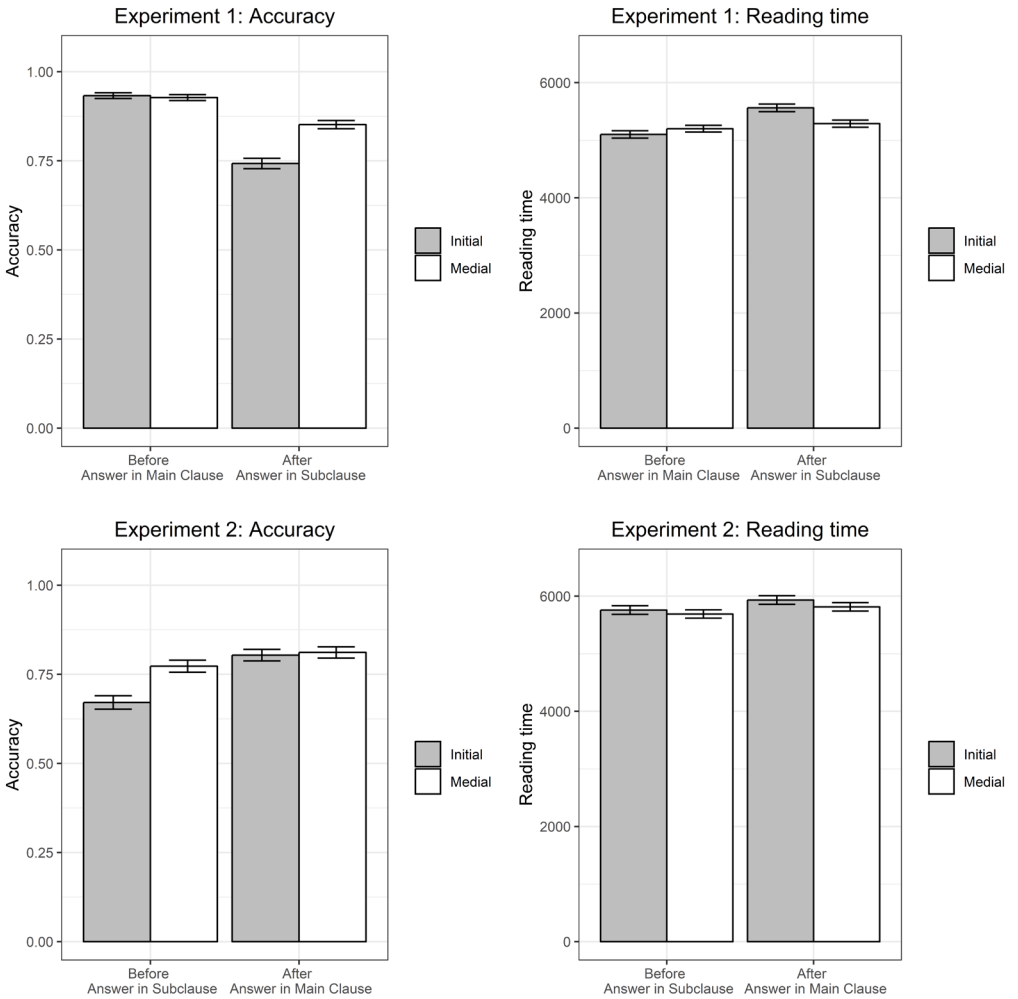 Experiment 1: Accuracy
Accuracy
1.00
0.75
0.50
0.25
0.00
Before
Answer in Main Clause
After
Answer in Subclause
Initial
Medial
Experiment 1: Reading time
Reading time
6000
4000
2000
0
Before
Answer in Main Clause
After
Answer in Subclause
Initial
Medial
Experiment 2: Accuracy
Accuracy
1.00
0.75
0.50
0.25
0.00
Before
Answer in Subclause
After
Answer in Main Clause
Initial
Medial
Experiment 2: Reading time
Reading time
6000
4000
2000
0
Before
Answer in Subclause
After
Answer in Main Clause
Initial
Medial